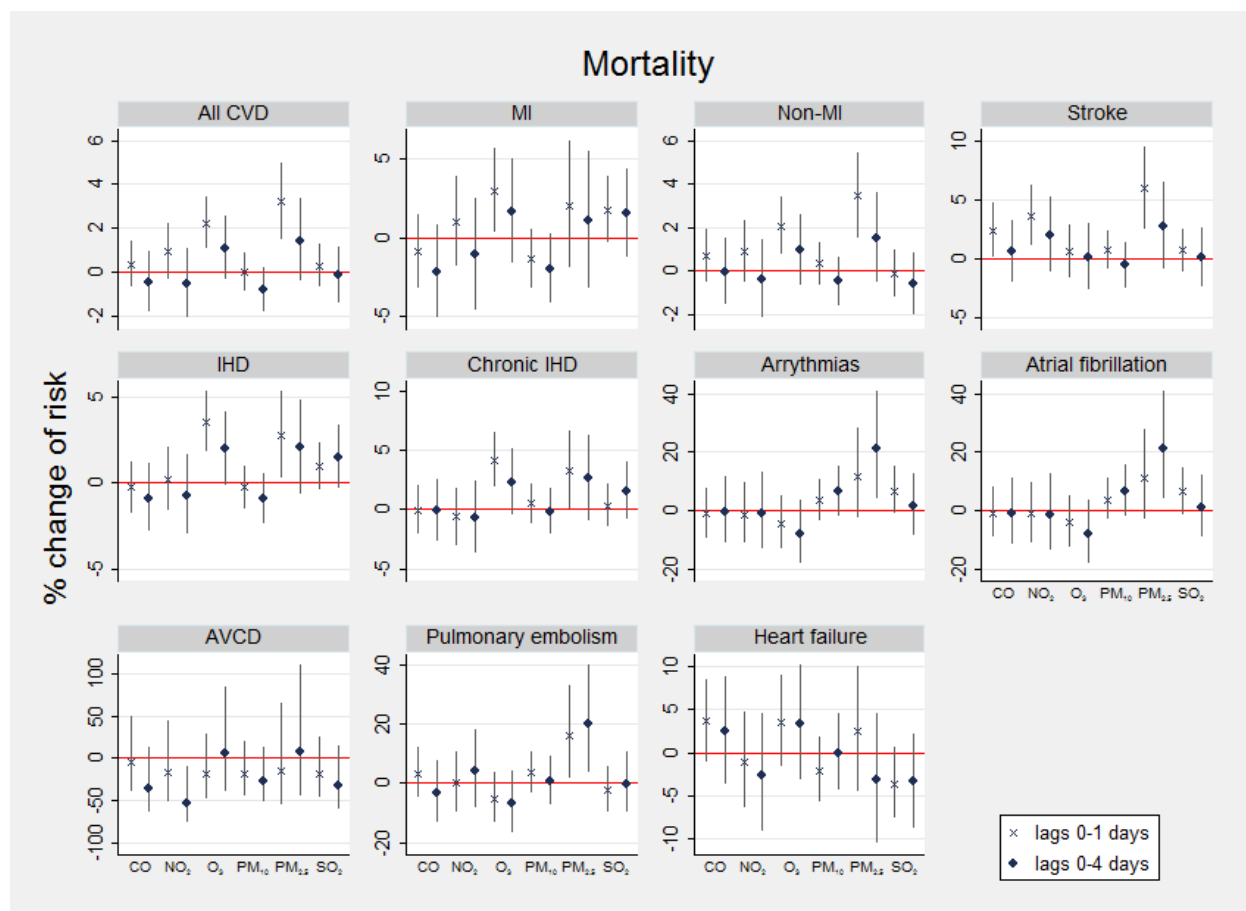 Mortality
% change of risk
All CVD
6
4
2
0
-2
MI
5
0
-5
Non-MI
6
4
2
0
-2
Stroke
10
5
0
-5
IHD
5
0
-5
Chronic IHD
10
5
0
-5
Arrythmias
40
20
0
-20
Atrial fibrillation
40
20
0
-20
CO NO₂ O₃ PM₁₀ PM₂.₅ SO₂
AVCD
100
50
0
-50
-100
CO NO₂ O₃ PM₁₀ PM₂.₅ SO₂
Pulmonary embolism
40
20
0
-20
CO NO₂ O₃ PM₁₀ PM₂.₅ SO₂
Heart failure
10
5
0
-5
-10
CO NO₂ O₃ PM₁₀ PM₂.₅ SO₂
lags 0-1 days
lags 0-4 days